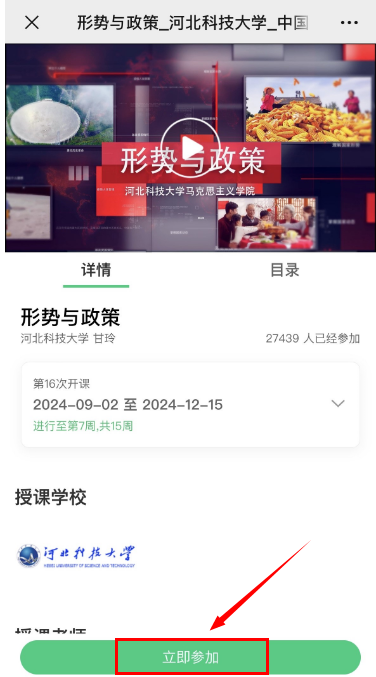 形势与政策_河北科技大学_中国
形势与政策
河北科技大学马克思主义学院
详情 目录
形势与政策
河北科技大学 甘玲 27439 人已经参加
第16次开课
2024-09-02 至 2024-12-15
进行至第7周,共15周
授课学校
河北科技大学
HEBEI UNIVERSITY OF SCIENCE AND TECHNOLOGY
授课老师
立即参加